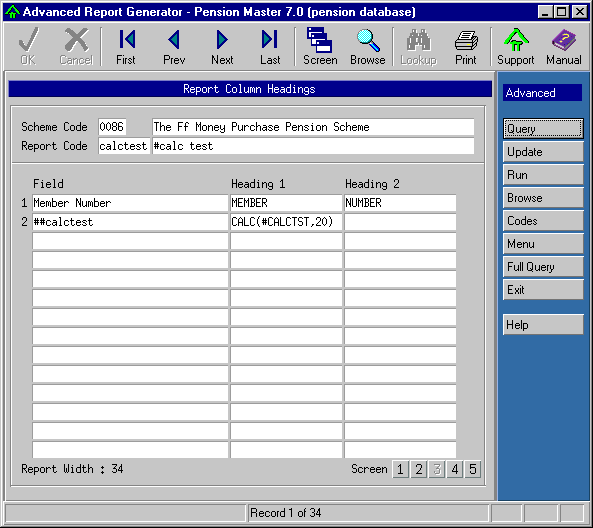 Advanced Report Generator - Pension Master 7.0 (pension database)
OK Cancel First Prev Next Last Screen Browse Lookup Print Support Manual
Report Column Headings
Advanced
Scheme Code 0086 The Ff Money Purchase Pension Scheme
Report Code calctest #calc test
Query
Update
Run
Browse
Codes
Menu
Full Query
Exit
Help
Field Heading 1 Heading 2
1 Member Number MEMBER NUMBER
2 ##calctest CALC(#CALCTST,20)
Report Width : 34 Screen 1 2 3 4 5
Record 1 of 34